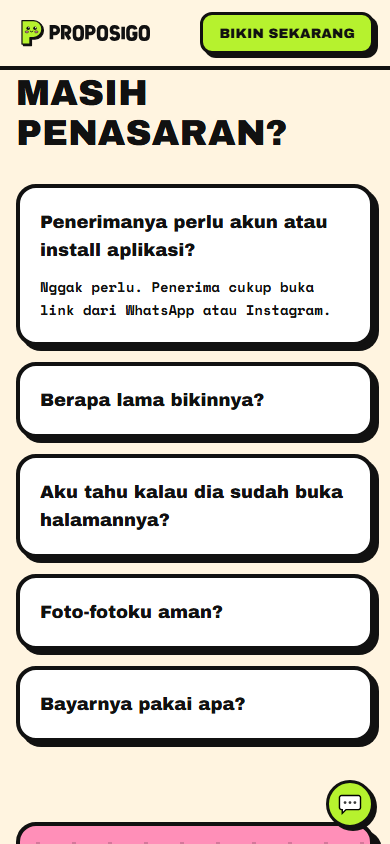 PROPOSIGO
BIKIN SEKARANG
MASIH
PENASARAN?
Penerimanya perlu akun atau
install aplikasi?
Nggak perlu. Penerima cukup buka
link dari WhatsApp atau Instagram.
Berapa lama bikinnya?
Aku tahu kalau dia sudah buka
halamannya?
Foto-fotoku aman?
Bayarnya pakai apa?